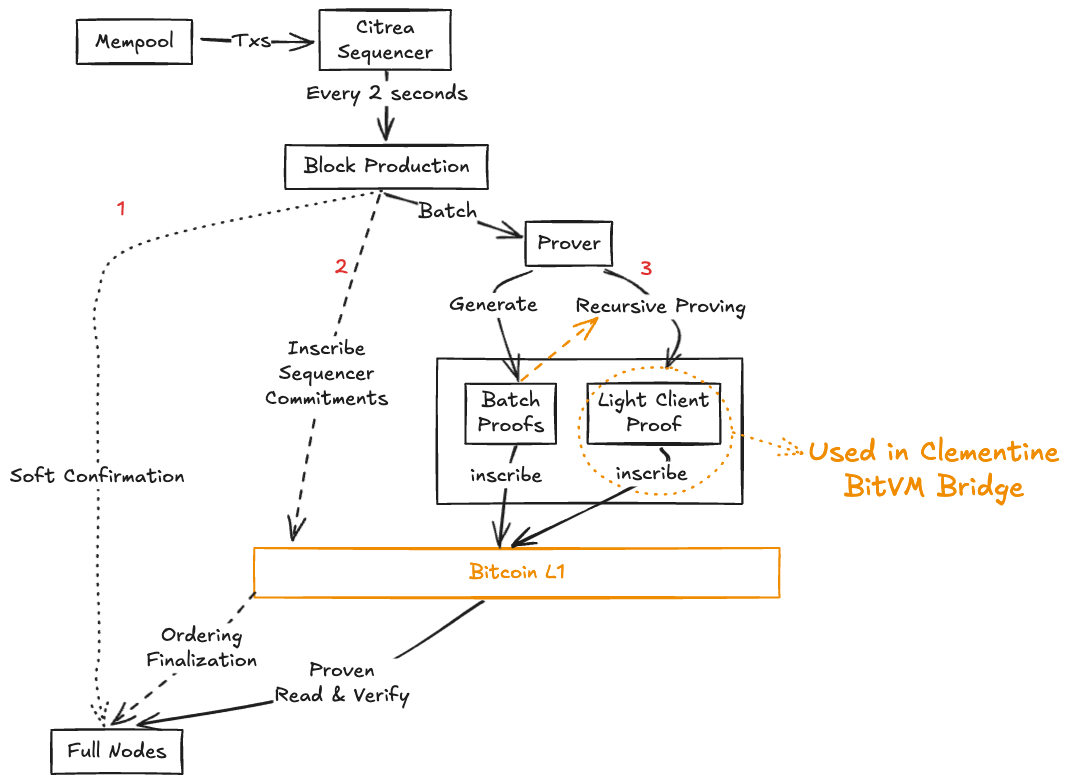 Mempool
Txs
Citrea
Sequencer
Every 2 seconds
Block Production
1
Batch
Prover
2
3
Generate
Recursive Proving
Inscribe
Sequencer
Commitments
Batch
Proofs
Light Client
Proof
Used in Clementine
BitVM Bridge
Soft Confirmation
inscribe
inscribe
Bitcoin L1
Ordering
Finalization
Proven
Read & Verify
Full Nodes